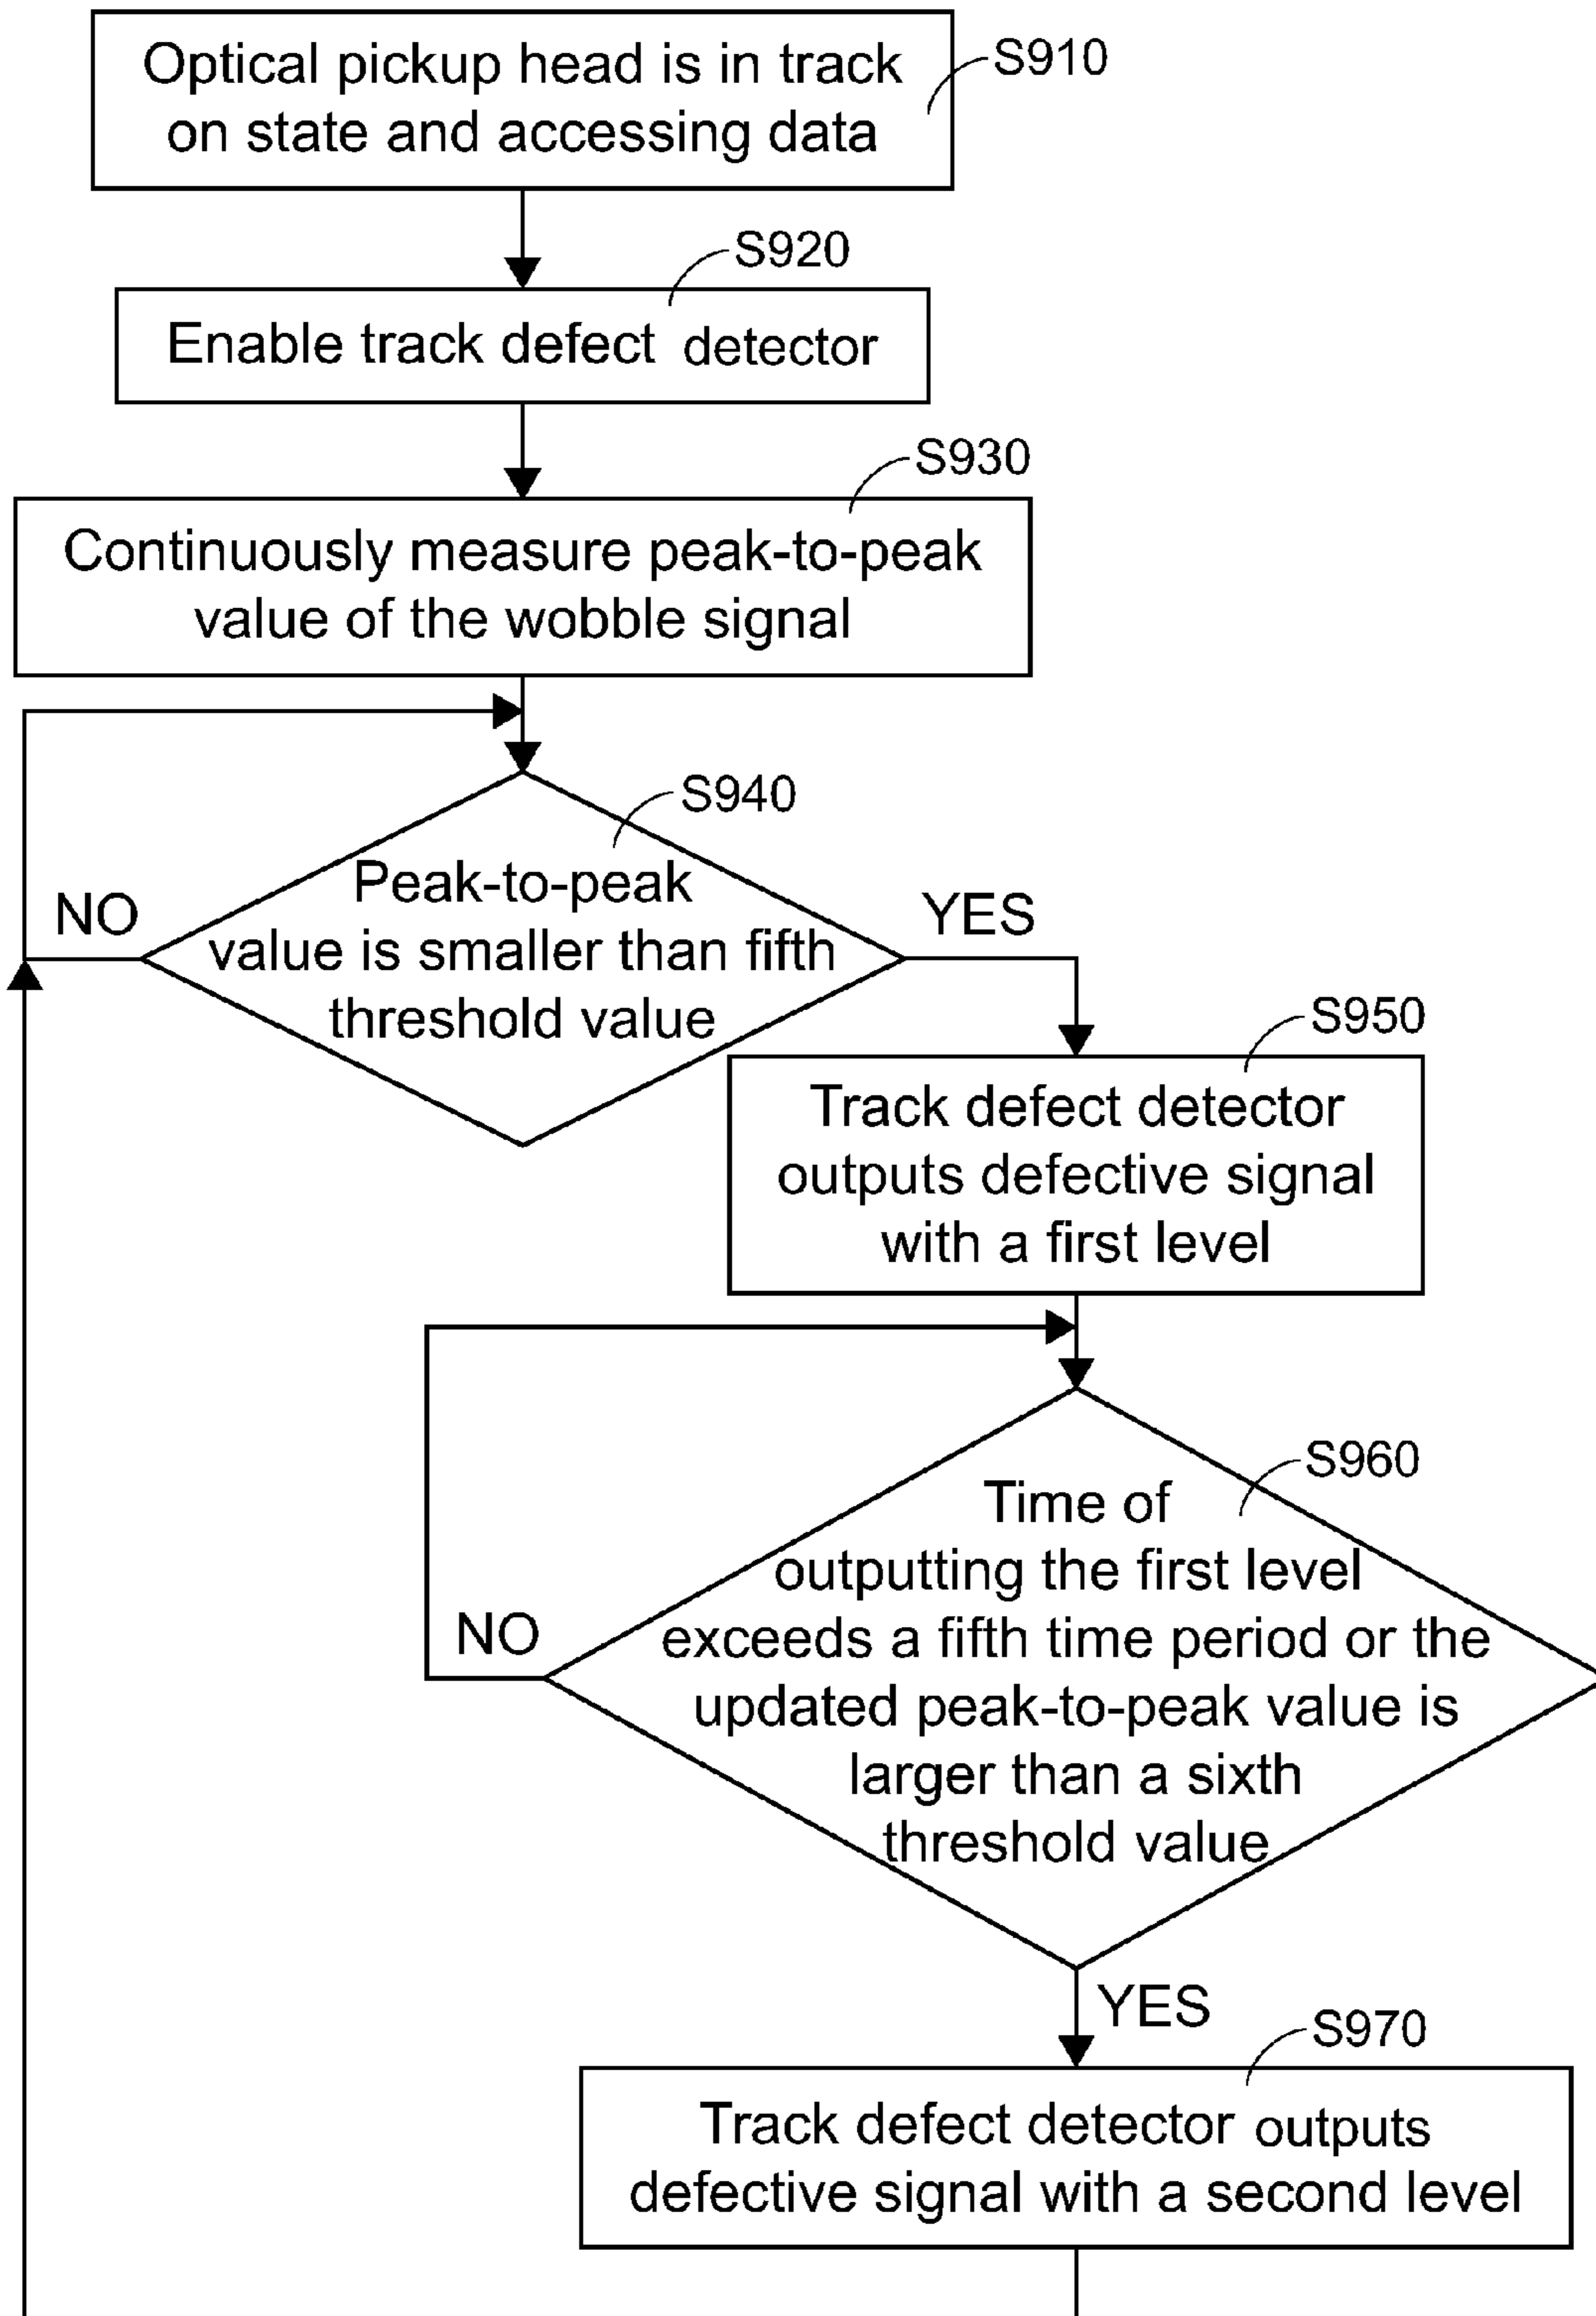 Optical pickup head is in track
on state and accessing data
S910
S920
Enable track defect detector
S930
Continuously measure peak-to-peak
value of the wobble signal
S940
Peak-to-peak
value is smaller than fifth
threshold value
NO
YES
S950
Track defect detector
outputs defective signal
with a first level
S960
Time of
outputting the first level
exceeds a fifth time period or the
updated peak-to-peak value is
larger than a sixth
threshold value
NO
YES
S970
Track defect detector outputs
defective signal with a second level